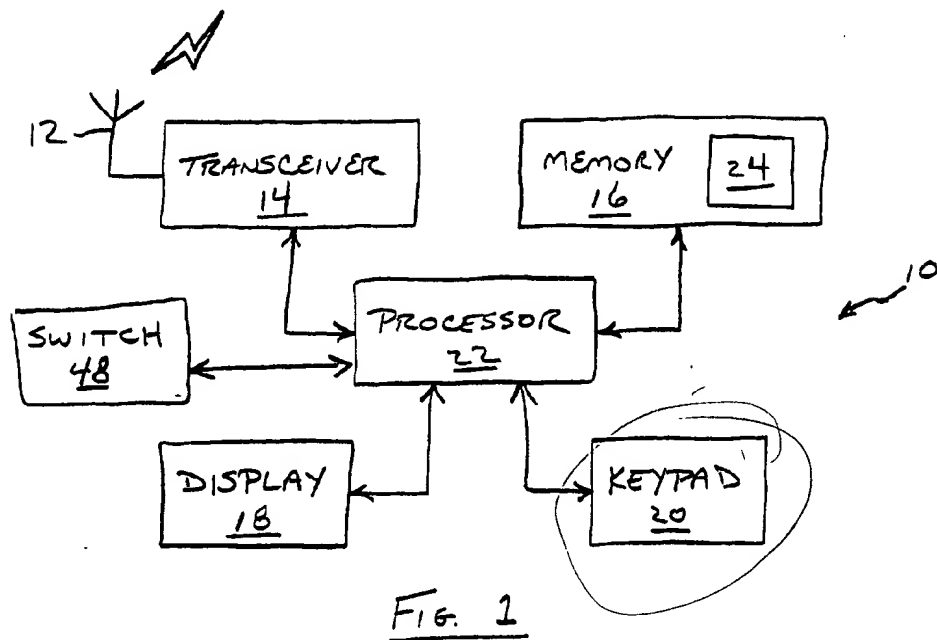 12
TRANSCEIVER
14
MEMORY
16
24
10
SWITCH
48
PROCESSOR
22
DISPLAY
18
KEYPAD
20
FIG. 1